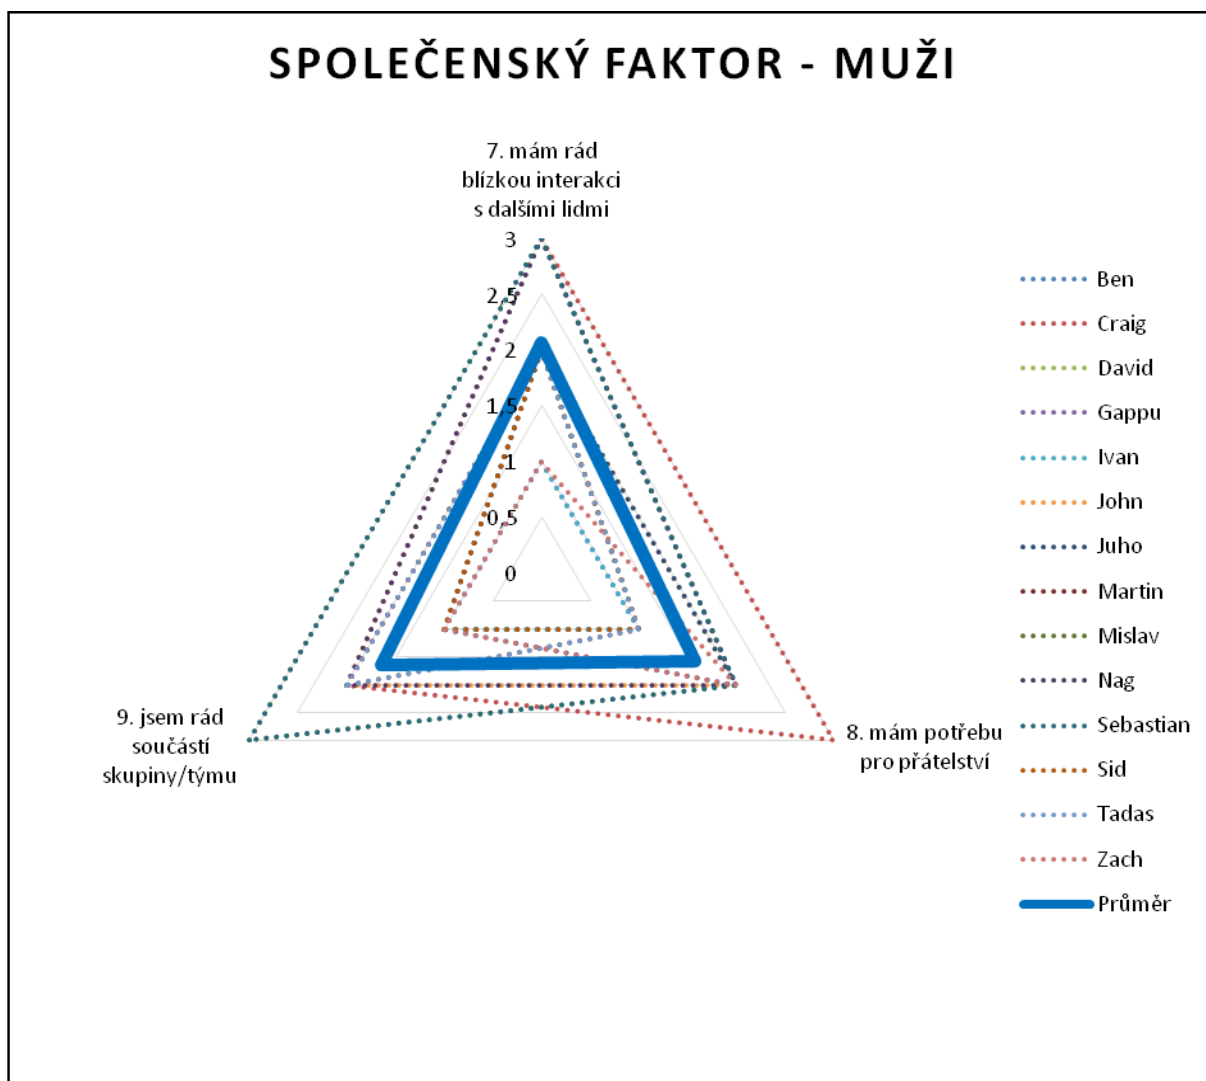 SPOLEČENSKÝ FAKTOR - MUŽI
7. mám rád
blízkou interakci
s dalšími lidmi
3
2,5
2
1,5
1
0,5
0
9. jsem rád
součástí
skupiny/týmu
8. mám potřebu
pro přátelství
Ben
Craig
David
Gappu
Ivan
John
Juho
Martin
Mislav
Nag
Sebastian
Sid
Tadas
Zach
Průměr